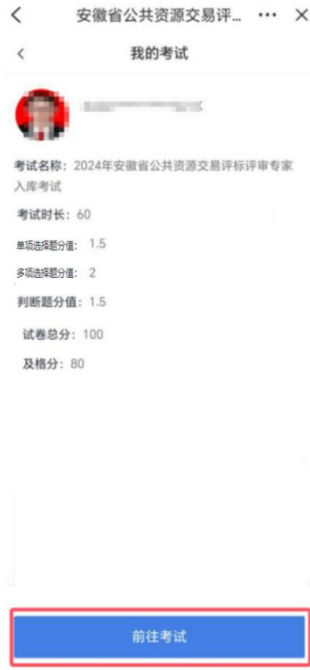 安徽省公共资源交易评...
我的考试
考试名称：2024年安徽省公共资源交易评标评审专家
入库考试
考试时长：60
单项选择题分值：1.5
多项选择题分值：2
判断题分值：1.5
试卷总分：100
及格分：80
前往考试